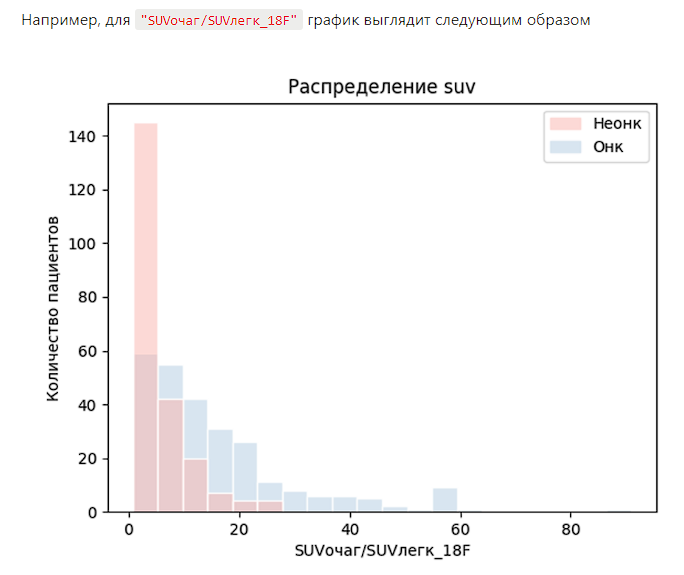 Например, для "SUVочаг/SUVлегк_18F" график выглядит следующим образом
Распределение suv
Неонк
Онк
Количество пациентов
140
120
100
80
60
40
20
0
0 20 40 60 80
SUVочаг/SUVлегк_18F